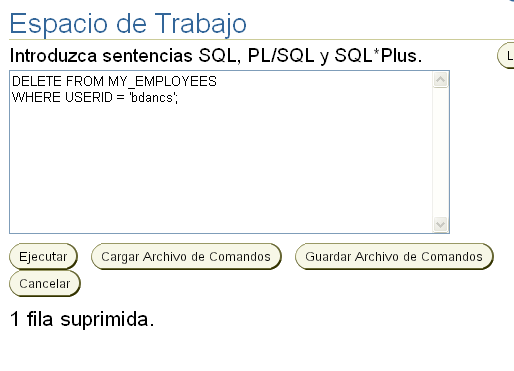 Espacio de Trabajo
Introduzca sentencias SQL, PL/SQL y SQL*Plus.
L
DELETE FROM MY_EMPLOYEES
WHERE USERID = 'bdancs';
Ejecutar
Cargar Archivo de Comandos
Guardar Archivo de Comandos
Cancelar
1 fila suprimida.